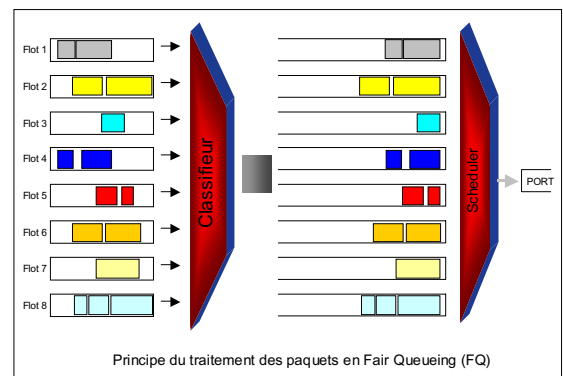 Flot 1
Flot 2
Flot 3
Flot 4
Flot 5
Flot 6
Flot 7
Flot 8
Classifieur
Scheduler
PORT
Principe du traitement des paquets en Fair Queueing (FQ)